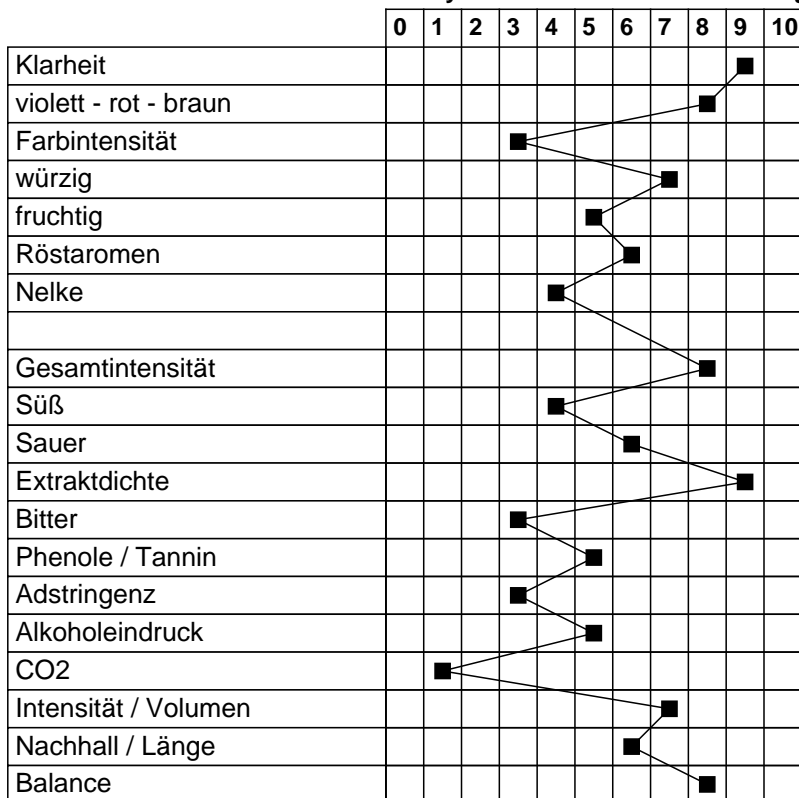 0 1 2 3 4 5 6 7 8 9 10
Klarheit
violett - rot - braun
Farbintensität
würzig
fruchtig
Röstaromen
Nelke
Gesamtintensität
Süß
Sauer
Extraktdichte
Bitter
Phenole / Tannin
Adstringenz
Alkoholeindruck
CO2
Intensität / Volumen
Nachhall / Länge
Balance